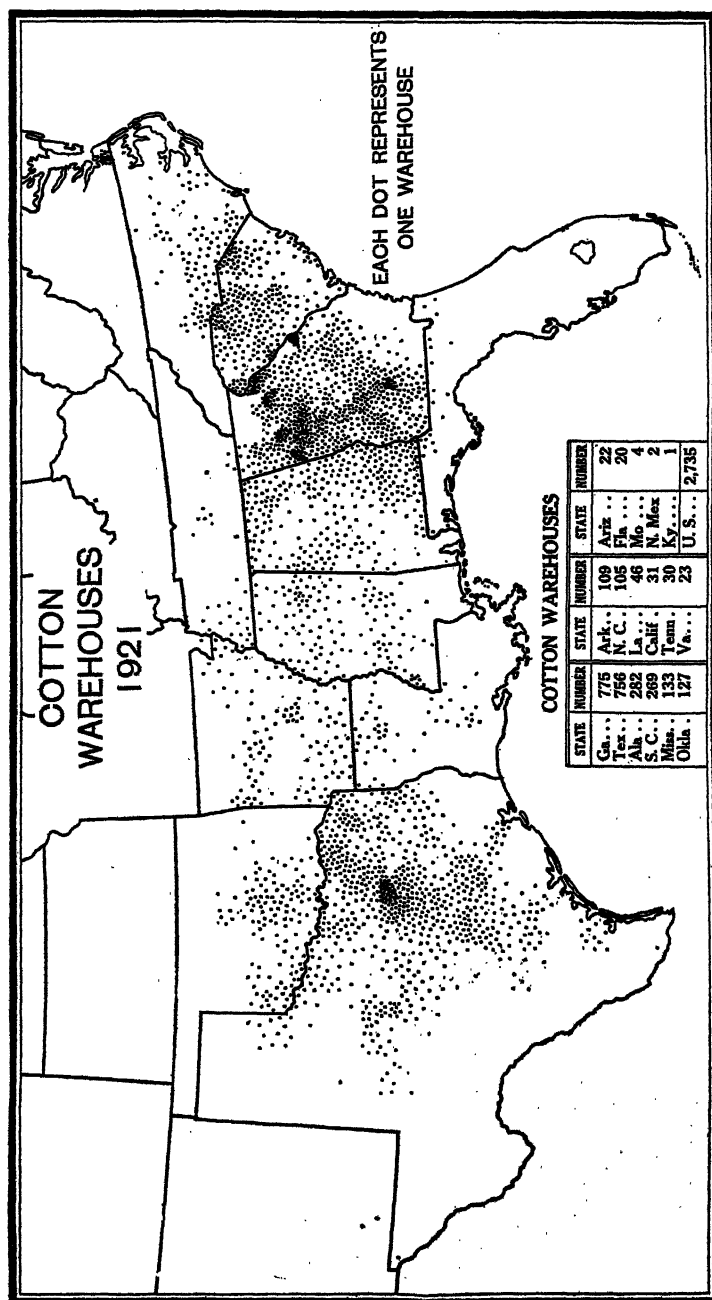 COTTON
WAREHOUSES
1921
EACH DOT REPRESENTS
ONE WAREHOUSE
COTTON WAREHOUSES
STATE NUMBER STATE NUMBER STATE NUMBER
Ga... 775 Ark... 109 Ariz .. 22
Tex.. 756 N. C.. 105 Fla ... 20
Ala.. 282 La ... 46 Mo ... 4
S. C.. 269 Calif . 31 N. Mex 2
Miss. 133 Tenn. 30 Ky.... 1
Okla . 127 Va... 23 U. S... 2,735